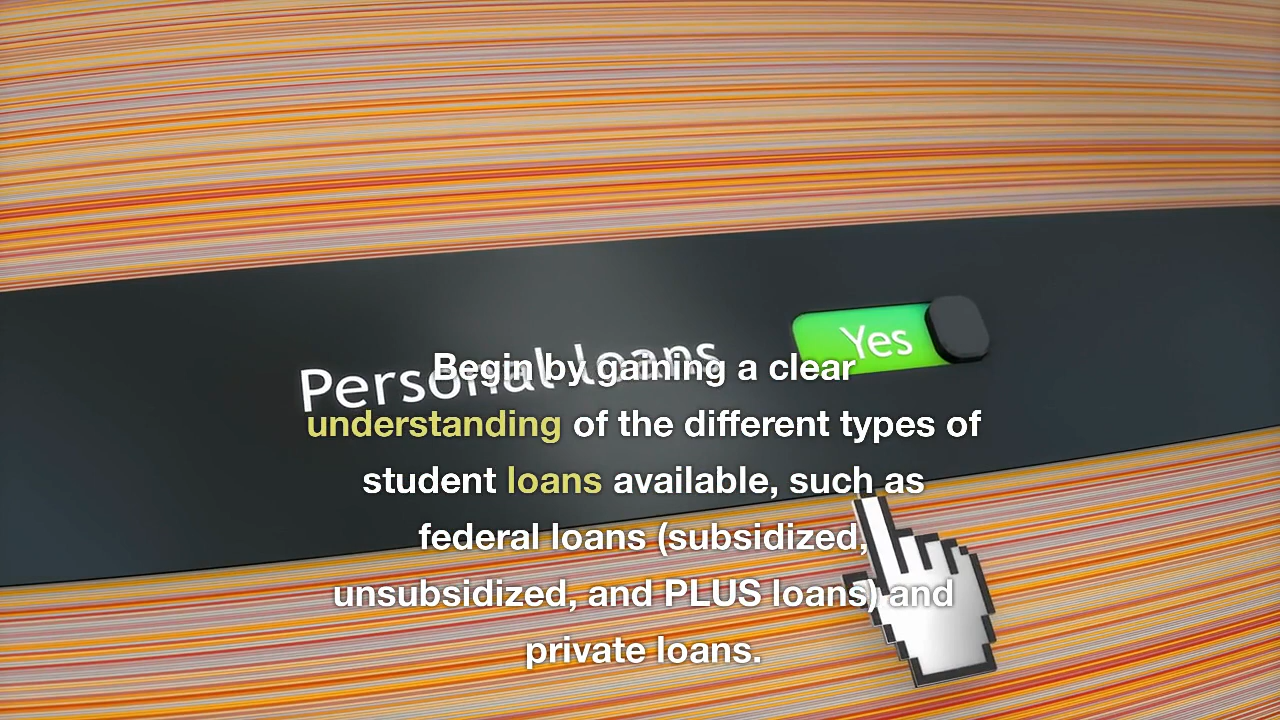 Personal Loans
Yes
Begin by gaining a clear
understanding of the different types of
student loans available, such as
federal loans (subsidized,
unsubsidized, and PLUS loans) and
private loans.